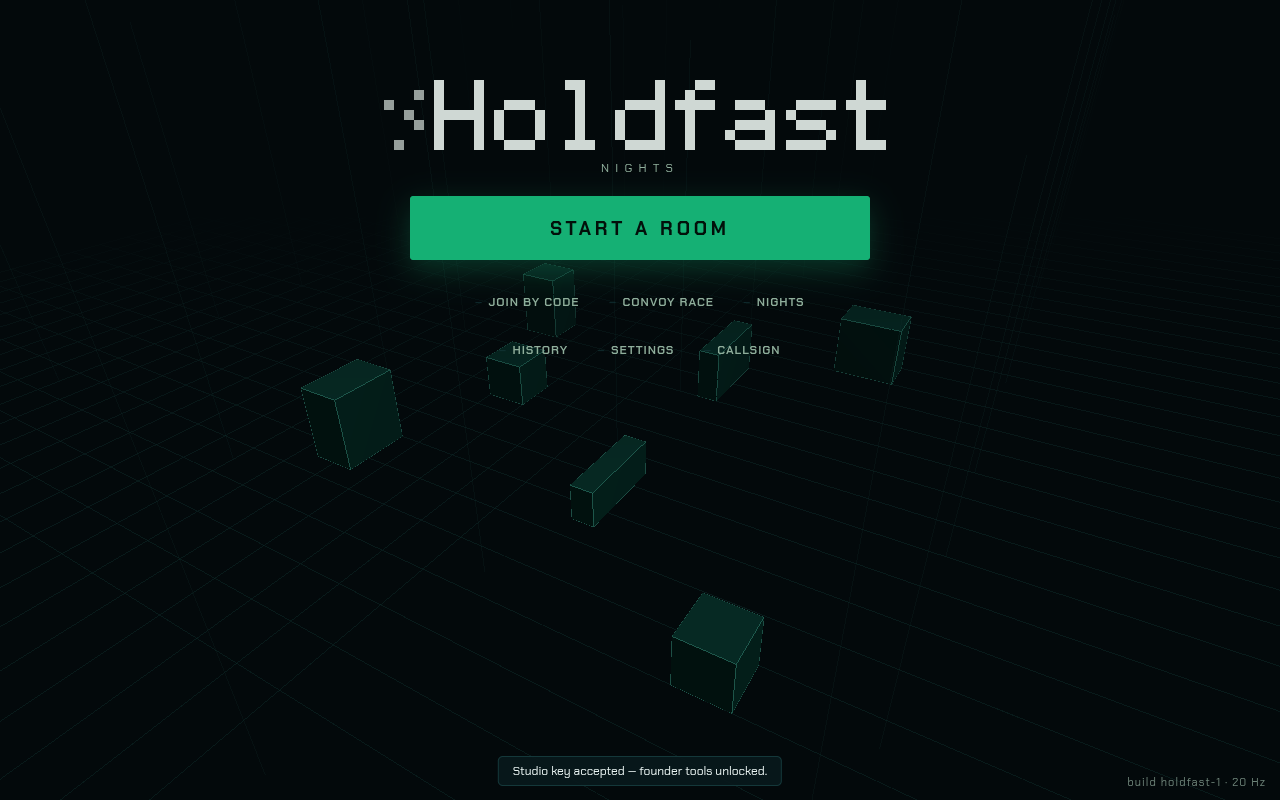 Holdfast
NIGHTS
START A ROOM
JOIN BY CODE CONVOY RACE NIGHTS
HISTORY SETTINGS CALLSIGN
Studio key accepted — founder tools unlocked.
build holdfast-1 · 20 Hz